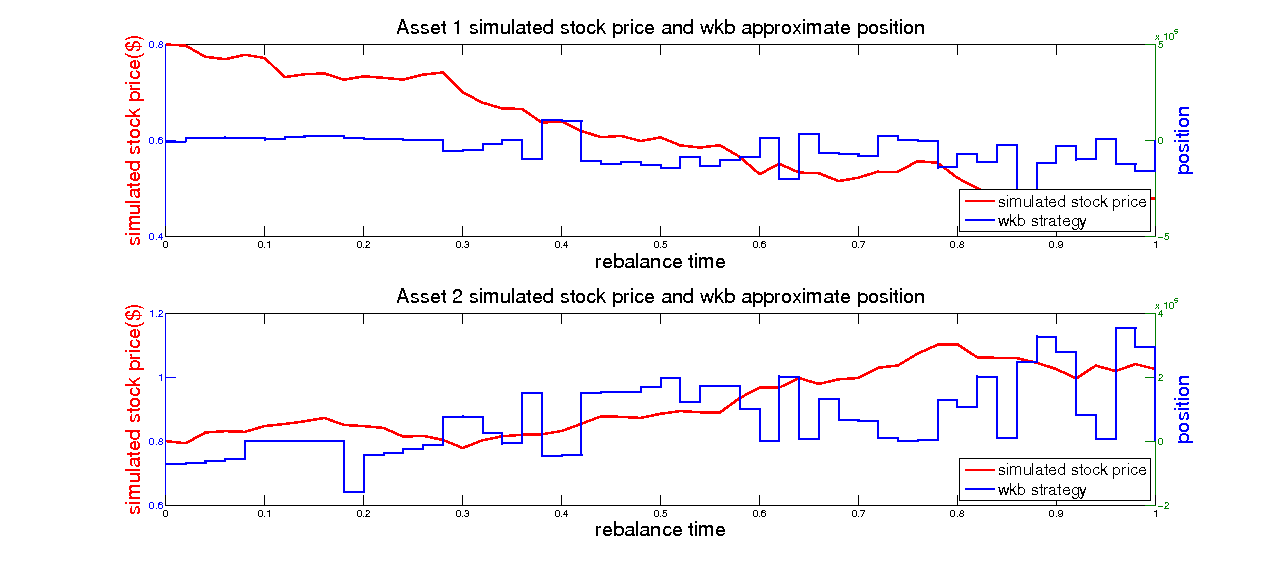 Asset 1 simulated stock price and wkb approximate position
x 10^5
simulated stock price($)
0.8
0.6
0.4
5
0
-5
position
simulated stock price
wkb strategy
0 0.1 0.2 0.3 0.4 0.5 0.6 0.7 0.8 0.9 1
rebalance time
Asset 2 simulated stock price and wkb approximate position
simulated stock price($)
1.2
1
0.8
0.6
4
2
0
-2
position
simulated stock price
wkb strategy
0 0.1 0.2 0.3 0.4 0.5 0.6 0.7 0.8 0.9 1
rebalance time